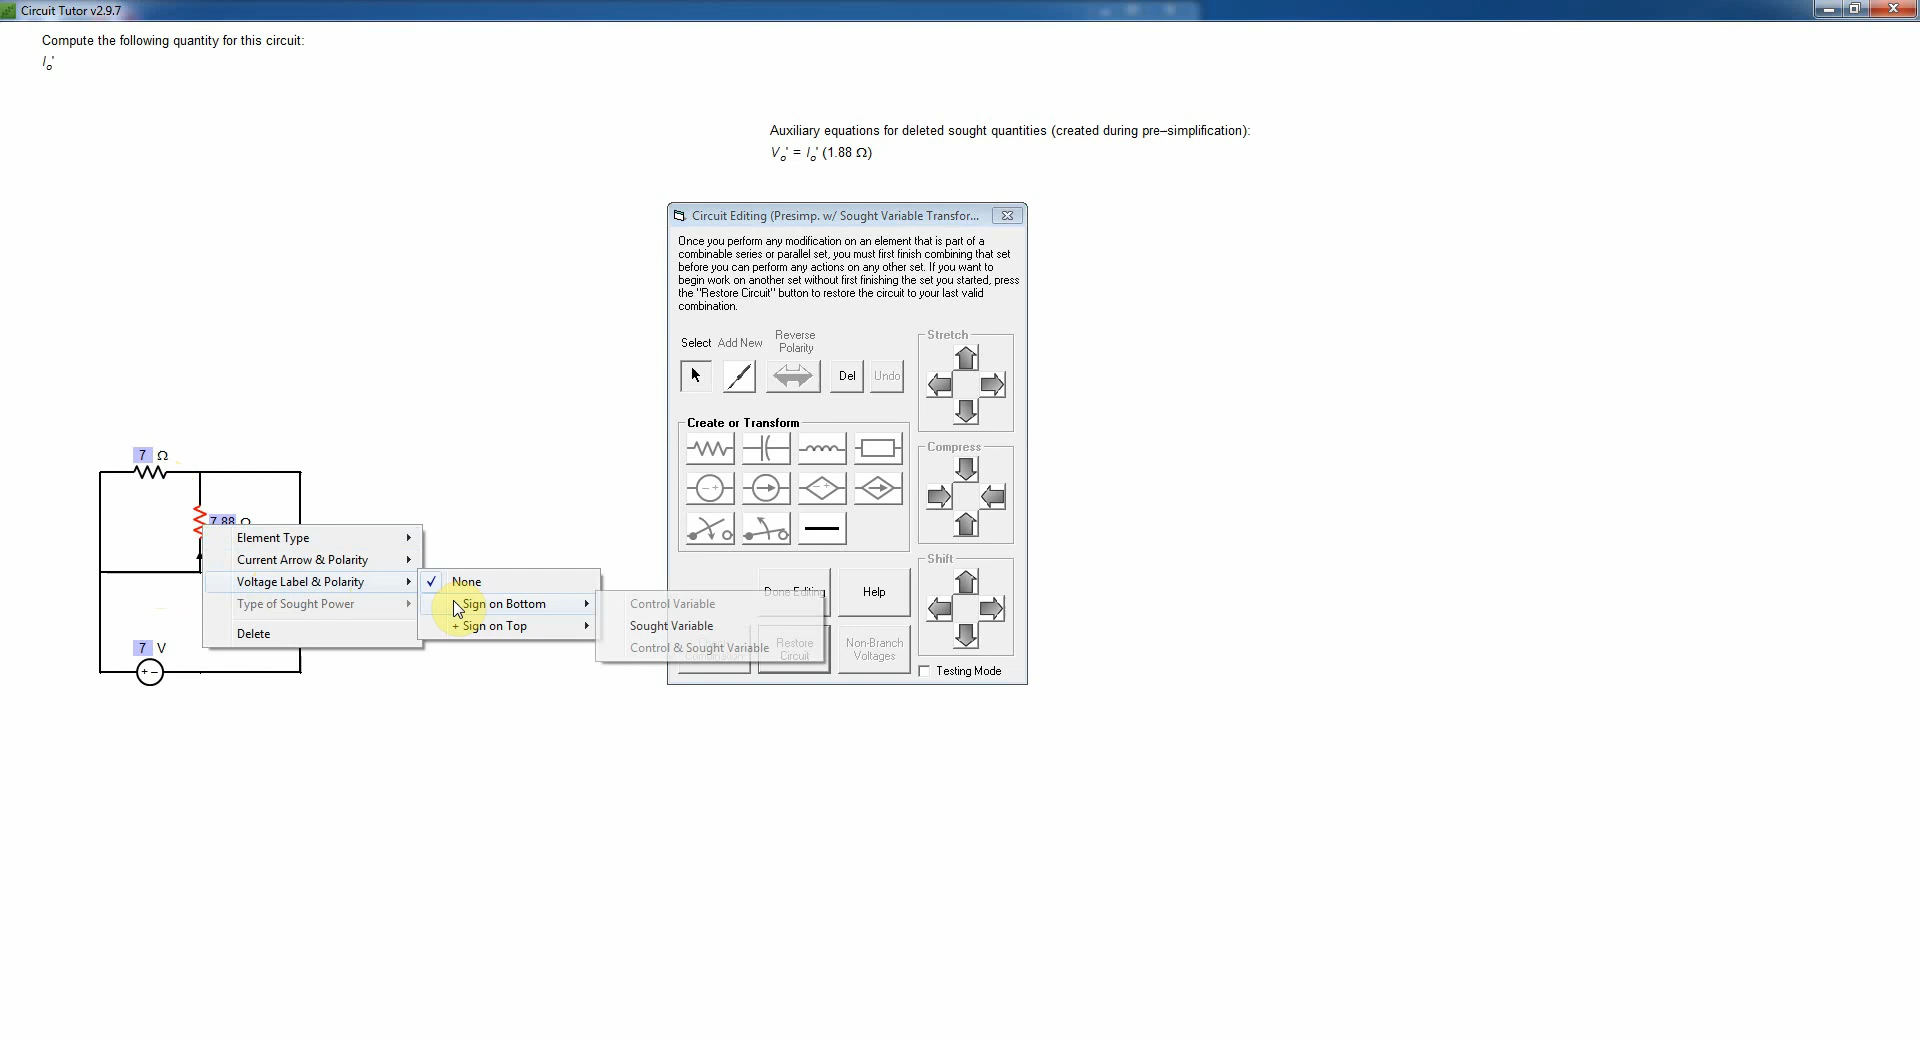 Circuit Tutor v2.9.7
Compute the following quantity for this circuit:
Io'
Auxiliary equations for deleted sought quantities (created during pre–simplification):
Vo' = Io' (1.88 Ω)
Circuit Editing (Presimp. w/ Sought Variable Transfor...
Once you perform any modification on an element that is part of a
combinable series or parallel set, you must first finish combining that set
before you can perform any actions on any other set. If you want to
begin work on another set without first finishing the set you started, press
the "Restore Circuit" button to restore the circuit to your last valid
combination.
Select Add New Reverse
Polarity
Del Undo
Stretch
Create or Transform
Compress
Shift
7 Ω
7.88 Ω
7 V
+ -
Element Type
Current Arrow & Polarity
Voltage Label & Polarity
Type of Sought Power
Delete
None
Sign on Bottom
+ Sign on Top
Control Variable
Sought Variable
Control & Sought Variable
Done Editing
Help
Restore
Circuit
Non-Branch
Voltages
Testing Mode